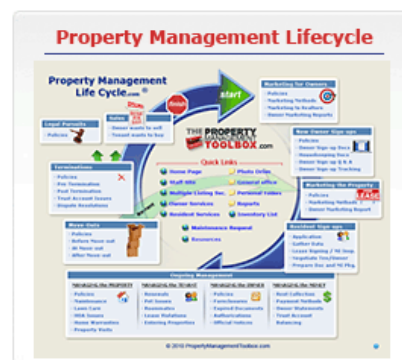 Property Management Lifecycle
Property Management
Life Cycle.com
finish
start
Marketing for Owners
Policies
Marketing Methods
Marketing to Realtors
Owner Marketing Reports
Legal Pursuits
Policies
Sales
Owner wants to sell
Tenant wants to buy
THE PROPERTY
MANAGEMENT
TOOLBOX.com
New Owner Sign-ups
Policies
Owner Sign-up Docs
Housekeeping Docs
Owner Sign-up Q & A
Owner Sign-up Tracking
Quick Links
Home Page
Photo Drive
Staff Wiki
General office
Multiple Listing Svc.
Personal Tables
Owner Services
Reports
Resident Services
Inventory List
Maintenance Request
Resources
Terminations
Policies
Pre Termination
Post Termination
Trust Account Issues
Dispute Resolutions
Marketing the Property
Policies
Marketing Methods
Owner Marketing Report
LEASE
Move-Outs
Policies
Before Move out
At Move out
After Move out
Resident Sign-ups
Application
Gather Data
Lease Signing / MI Insp.
Negotiate Ten/Owner
Prepare Doc and MI Pkg.
Ongoing Management
MANAGING the PROPERTY
Policies
Maintenance
Lawn Care
HOA Issues
Home Warranties
Property Visits
MANAGING the TENANT
Renewals
Pet Issues
Roommates
Lease Violations
Entering Properties
MANAGING the OWNER
Policies
Foreclosures
Expired Documents
Authorizations
Official Notices
MANAGING the MONEY
Rent Collection
Payment Methods
Owner Statements
Trust Account
Balancing
© 2010 PropertyManagementToolbox.com